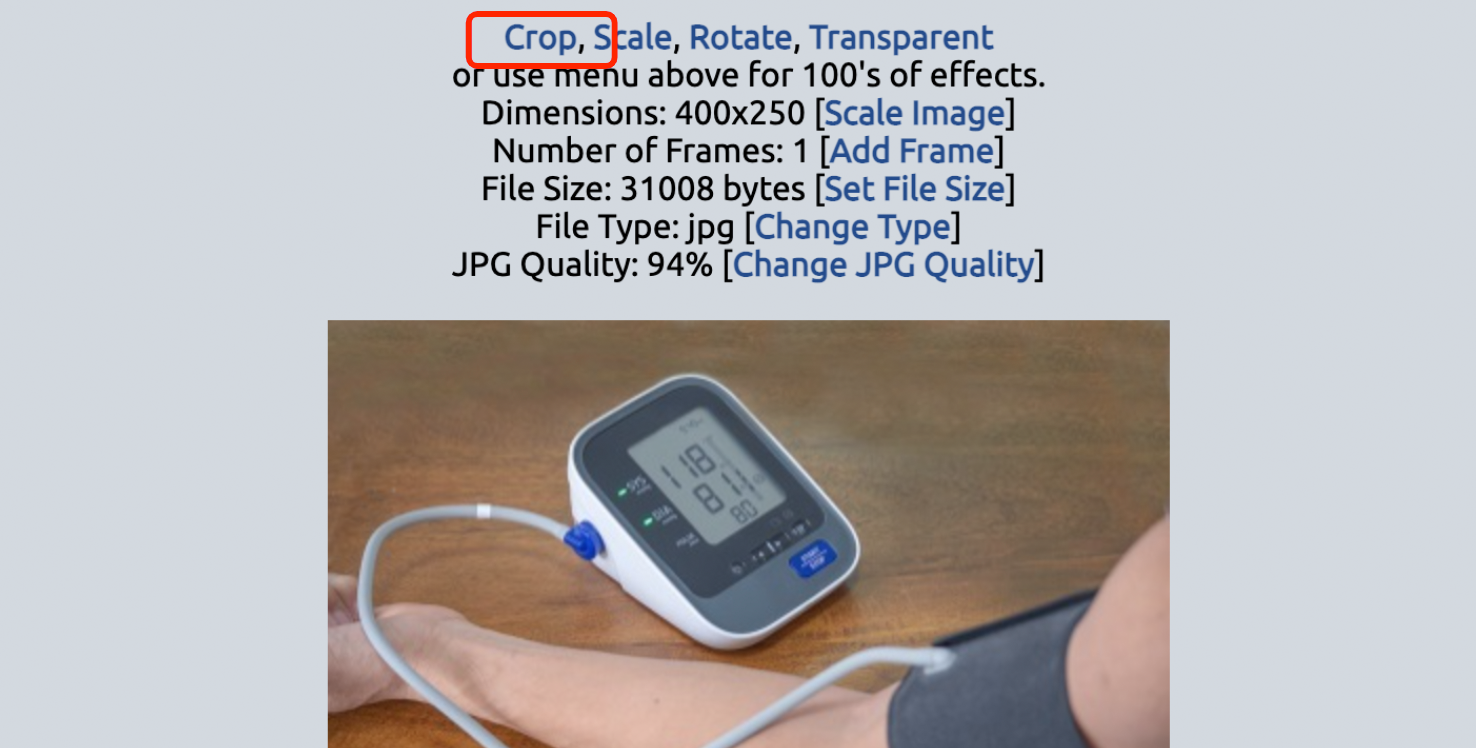 Crop, Scale, Rotate, Transparent
or use menu above for 100's of effects.
Dimensions: 400x250 [Scale Image]
Number of Frames: 1 [Add Frame]
File Size: 31008 bytes [Set File Size]
File Type: jpg [Change Type]
JPG Quality: 94% [Change JPG Quality]
118
SYS
81
DIA
80
START
STOP